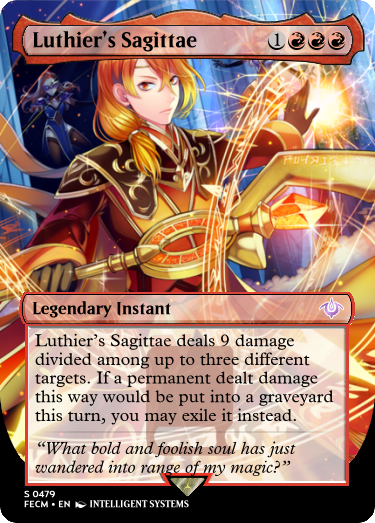 Luthier's Sagittae 1
Legendary Instant
Luthier's Sagittae deals 9 damage
divided among up to three different
targets. If a permanent dealt damage
this way would be put into a graveyard
this turn, you may exile it instead.
“What bold and foolish soul has just
wandered into range of my magic?”
S 0479
FECM • EN INTELLIGENT SYSTEMS